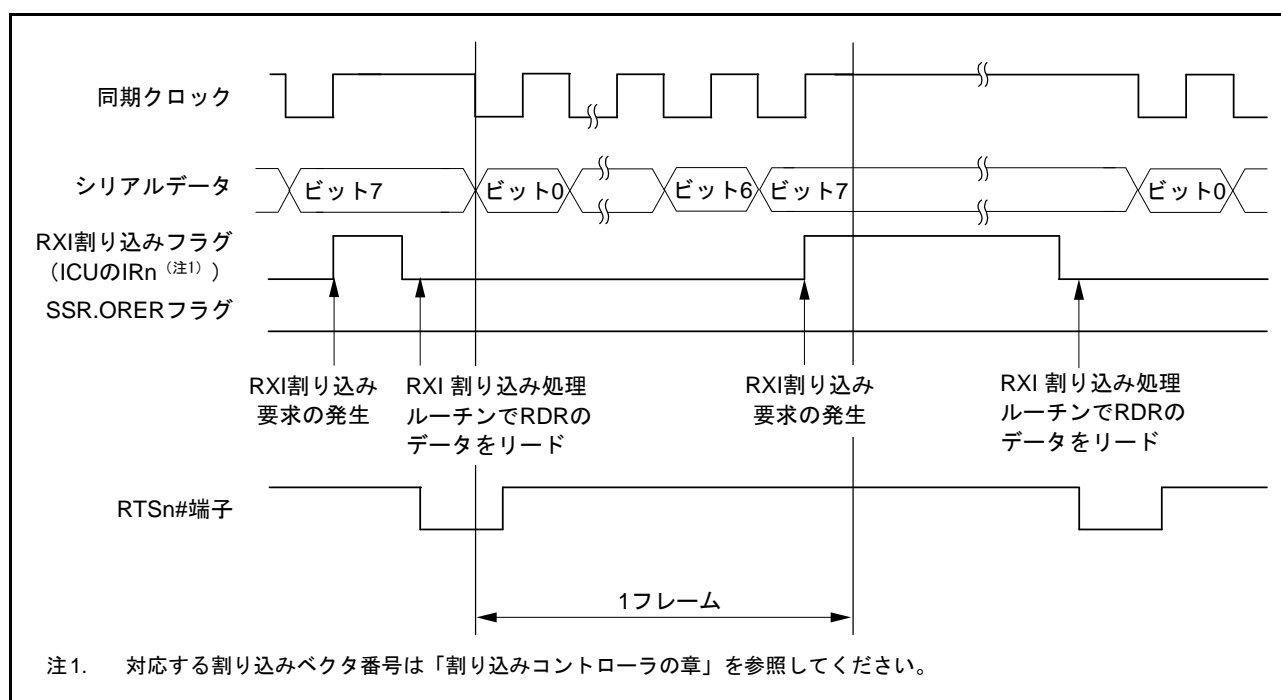 同期クロック
シリアルデータ
ビット7
ビット0
ビット6
ビット7
ビット0
RXI割り込みフラグ
（ICUのIRn（注1））
SSR.ORERフラグ
RXI割り込み
要求の発生
RXI 割り込み処理
ルーチンでRDRの
データをリード
RXI割り込み
要求の発生
RXI 割り込み処理
ルーチンでRDRの
データをリード
RTSn#端子
1フレーム
注1. 対応する割り込みベクタ番号は「割り込みコントローラの章」を参照してください。